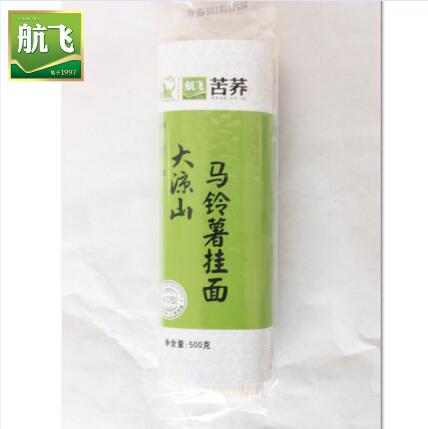 航飞
始于1997
航飞 苦荞
大凉山
马铃薯挂面
净含量:500克